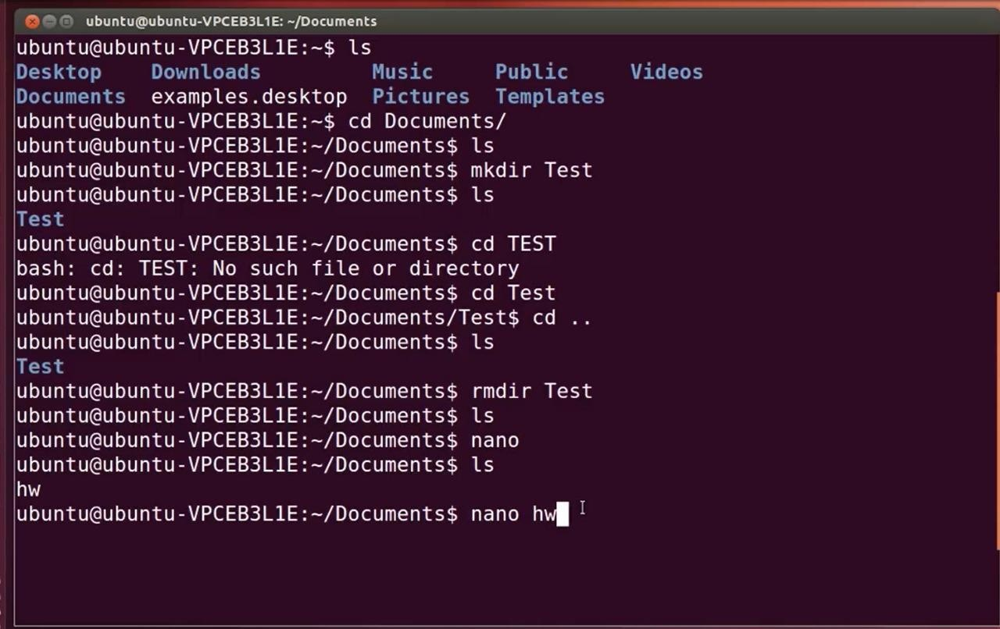 ubuntu@ubuntu-VPCEB3L1E: ~/Documents
ubuntu@ubuntu-VPCEB3L1E:~$ ls
Desktop Downloads Music Public Videos
Documents examples.desktop Pictures Templates
ubuntu@ubuntu-VPCEB3L1E:~$ cd Documents/
ubuntu@ubuntu-VPCEB3L1E:~/Documents$ ls
ubuntu@ubuntu-VPCEB3L1E:~/Documents$ mkdir Test
ubuntu@ubuntu-VPCEB3L1E:~/Documents$ ls
Test
ubuntu@ubuntu-VPCEB3L1E:~/Documents$ cd TEST
bash: cd: TEST: No such file or directory
ubuntu@ubuntu-VPCEB3L1E:~/Documents$ cd Test
ubuntu@ubuntu-VPCEB3L1E:~/Documents/Test$ cd ..
ubuntu@ubuntu-VPCEB3L1E:~/Documents$ ls
Test
ubuntu@ubuntu-VPCEB3L1E:~/Documents$ rmdir Test
ubuntu@ubuntu-VPCEB3L1E:~/Documents$ ls
ubuntu@ubuntu-VPCEB3L1E:~/Documents$ nano
ubuntu@ubuntu-VPCEB3L1E:~/Documents$ ls
hw
ubuntu@ubuntu-VPCEB3L1E:~/Documents$ nano hw